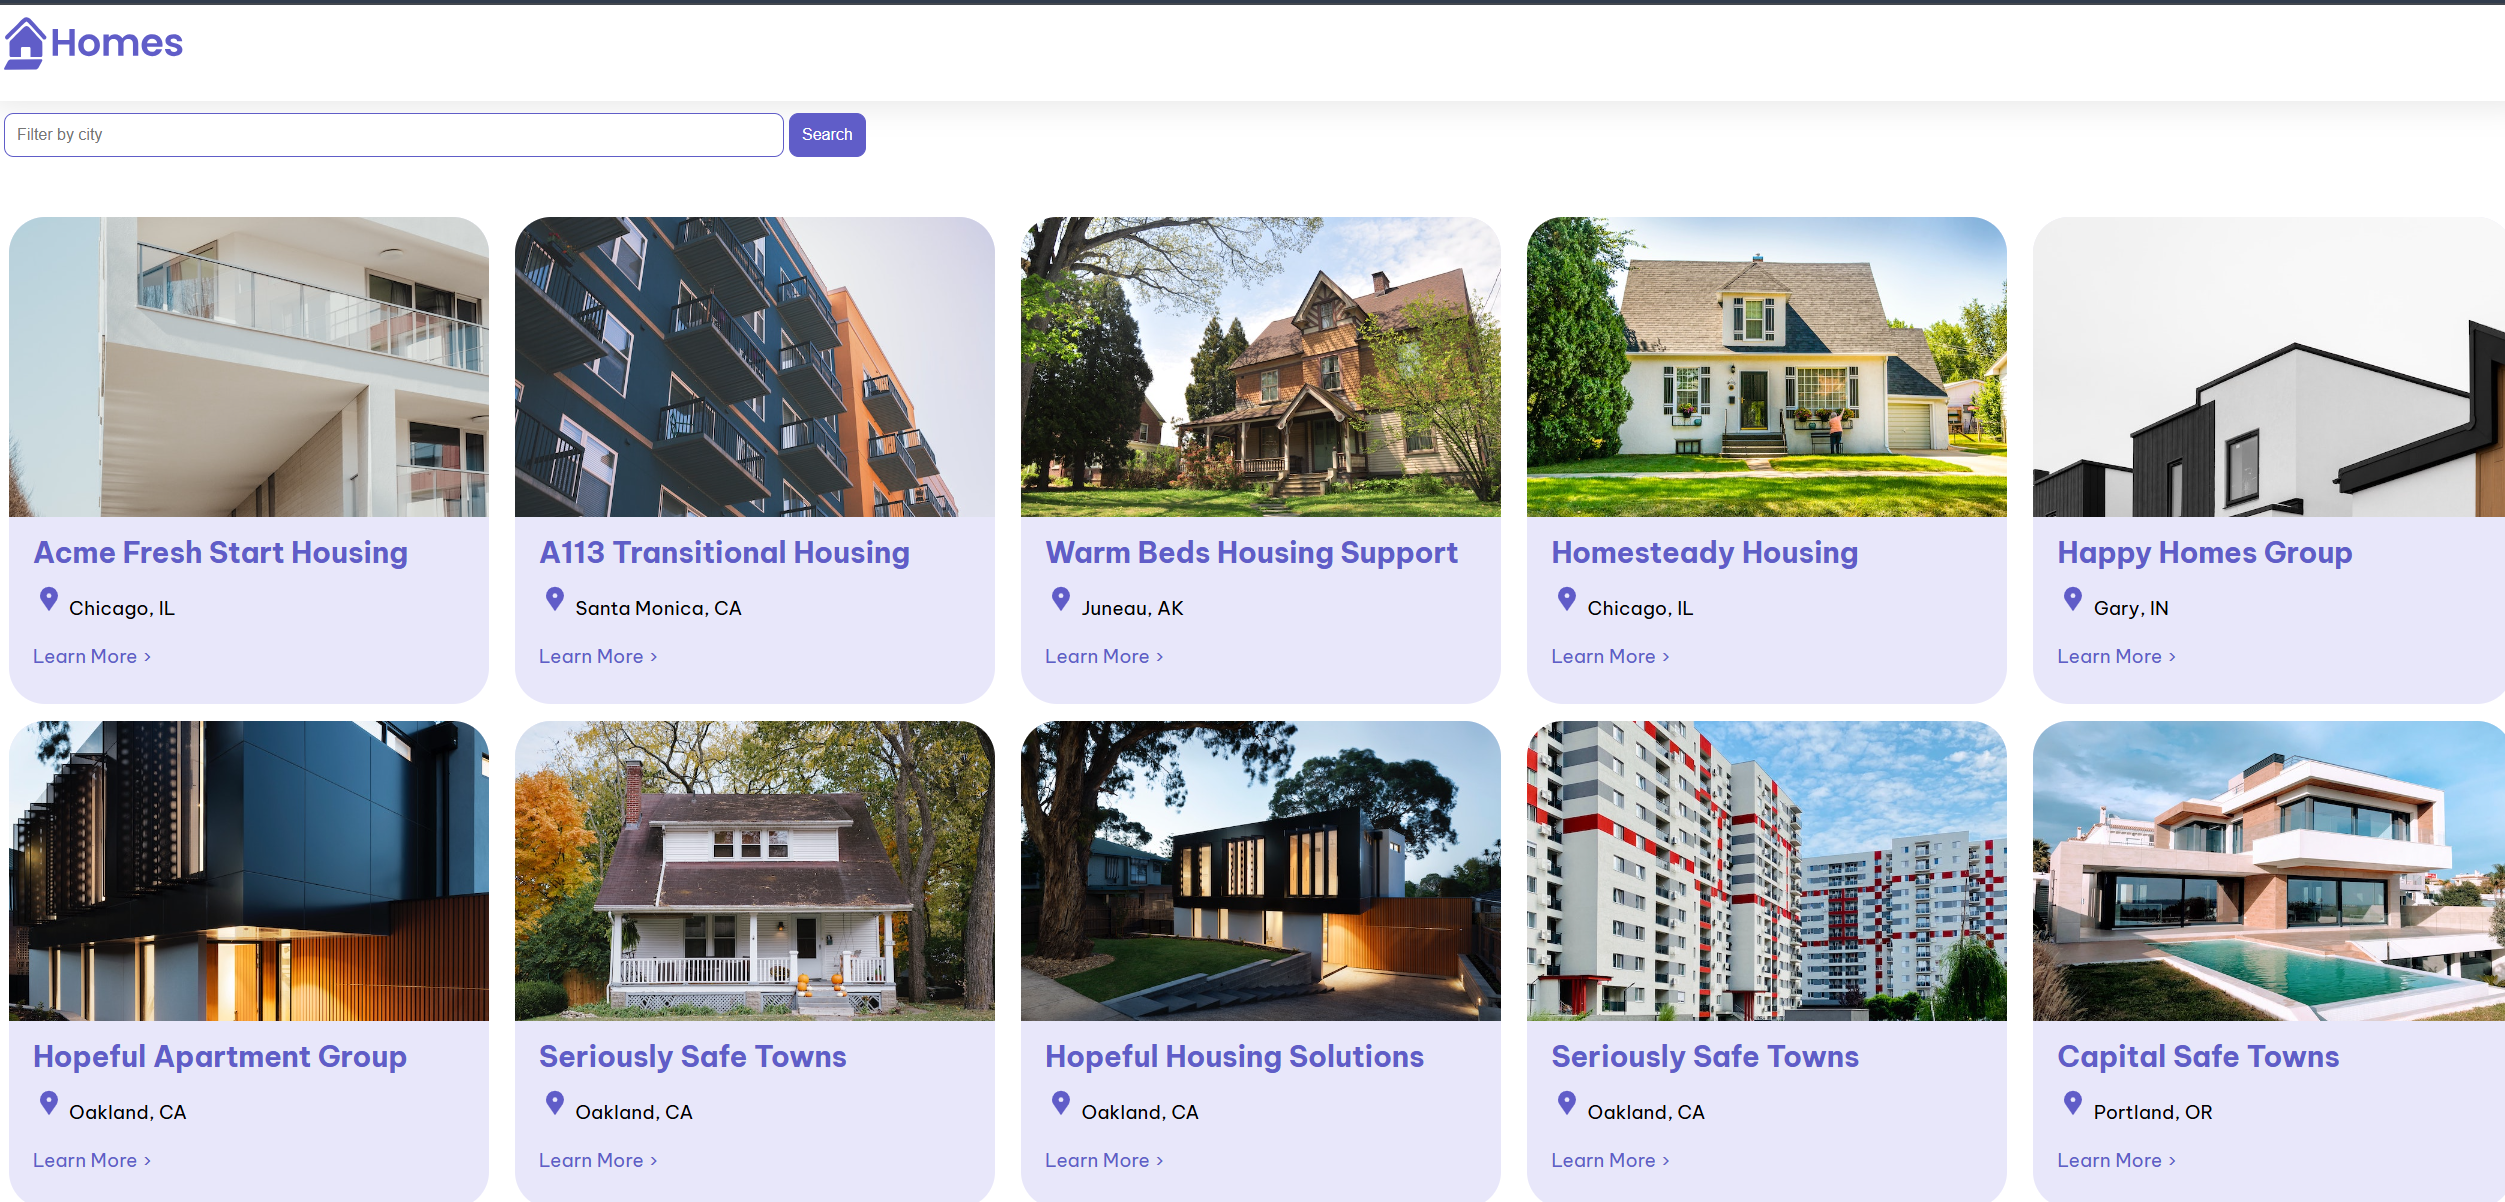 Homes
Filter by city
Search
Acme Fresh Start Housing
Chicago, IL
Learn More >
A113 Transitional Housing
Santa Monica, CA
Learn More >
Warm Beds Housing Support
Juneau, AK
Learn More >
Homesteady Housing
Chicago, IL
Learn More >
Happy Homes Group
Gary, IN
Learn More >
Hopeful Apartment Group
Oakland, CA
Learn More >
Seriously Safe Towns
Oakland, CA
Learn More >
Hopeful Housing Solutions
Oakland, CA
Learn More >
Seriously Safe Towns
Oakland, CA
Learn More >
Capital Safe Towns
Portland, OR
Learn More >